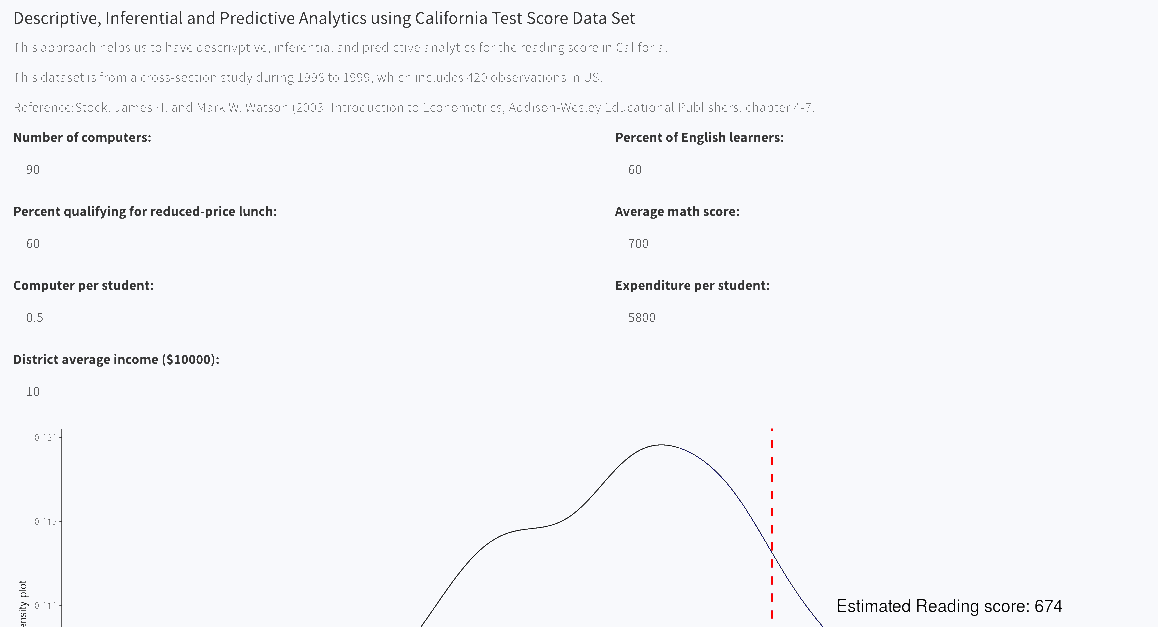 Descriptive, Inferential and Predictive Analytics using California Test Score Data Set
This approach helps us to have descrivptive, inferential and predictive analytics for the reading score in
This dataset is from a cross-section study during 1998 to 1999, which includes 420 observations in US.
Reference: Stock, James H. and Mark W. Watson (2003) Introduction to Econometrics, Addison-Wesley Educational Publishers, chapter 4-7.
Number of computers:
90
Percent of English learners:
60
Percent qualifying for reduced-price lunch:
60
Average math score:
700
Computer per student:
0.5
Expenditure per student:
5800
District average income ($10000):
10
ensity plot
Estimated Reading score: 674